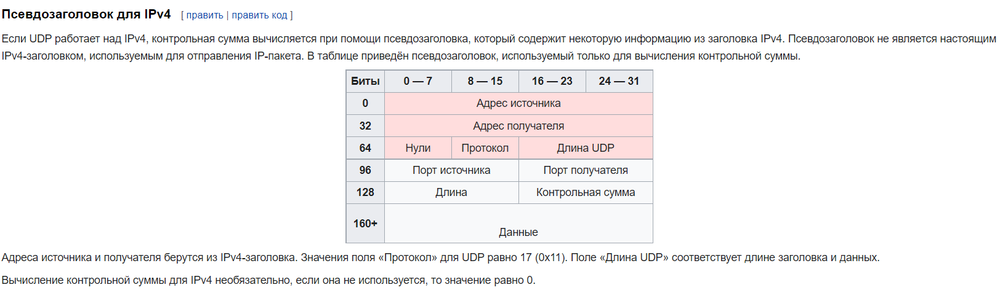 Псевдозаголовок для IPv4 [ править | править код ]
Если UDP работает над IPv4, контрольная сумма вычисляется при помощи псевдозаголовка, который содержит некоторую информацию из заголовка IPv4. Псевдозаголовок не является настоящим
IPv4-заголовком, используемым для отправления IP-пакета. В таблице приведён псевдозаголовок, используемый только для вычисления контрольной суммы.
Биты 0 — 7 8 — 15 16 — 23 24 — 31
0 Адрес источника
32 Адрес получателя
64 Нули Протокол Длина UDP
96 Порт источника Порт получателя
128 Длина Контрольная сумма
160+
Данные
Адреса источника и получателя берутся из IPv4-заголовка. Значения поля «Протокол» для UDP равно 17 (0x11). Поле «Длина UDP» соответствует длине заголовка и данных.
Вычисление контрольной суммы для IPv4 необязательно, если она не используется, то значение равно 0.